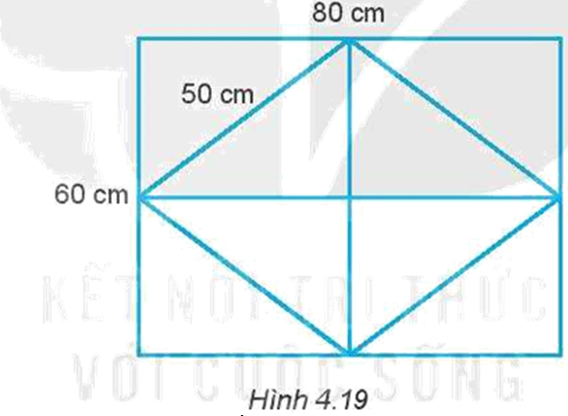 80 cm
50 cm
60 cm
KẾT NỐI TRI THỨC
VỚI CUỘC SỐNG
Hình 4.19